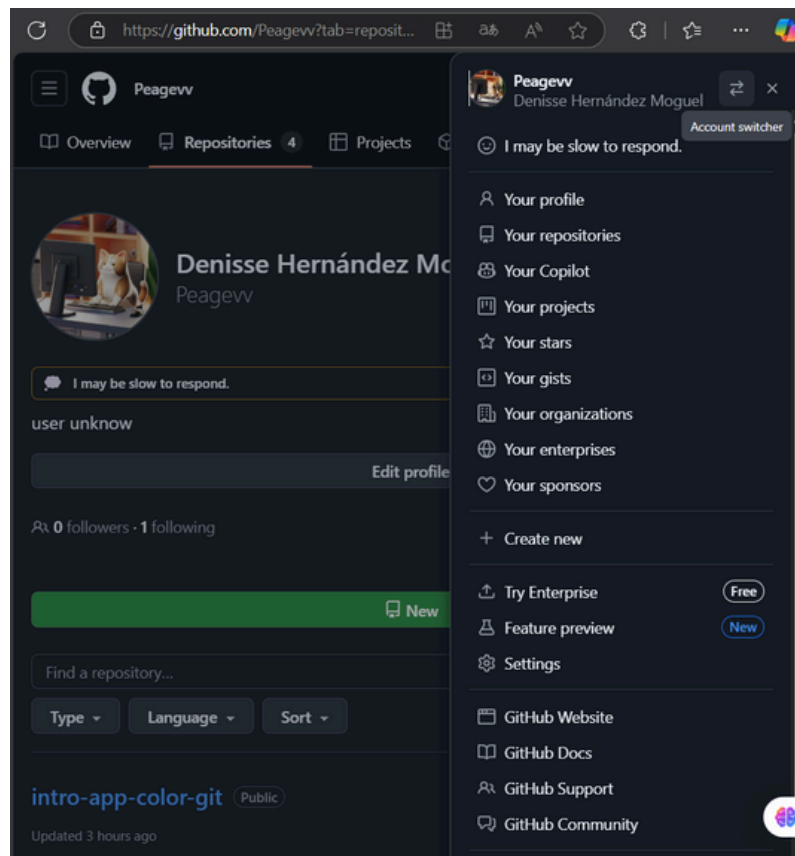 https://github.com/Peagevv?tab=reposit...
Peagevv
Overview
Repositories 4
Projects
Denisse Hernández Mo
Peagevv
I may be slow to respond.
user unknow
Edit profile
0 followers · 1 following
New
Find a repository...
Type
Language
Sort
intro-app-color-git Public
Updated 3 hours ago
Peagevv
Denisse Hernández Moguel
Account switcher
I may be slow to respond.
Your profile
Your repositories
Your Copilot
Your projects
Your stars
Your gists
Your organizations
Your enterprises
Your sponsors
Create new
Try Enterprise Free
Feature preview New
Settings
GitHub Website
GitHub Docs
GitHub Support
GitHub Community